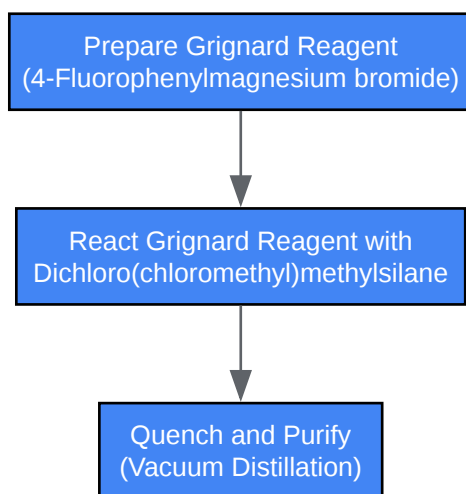 Prepare Grignard Reagent
(4-Fluorophenylmagnesium bromide)
React Grignard Reagent with
Dichloro(chloromethyl)methylsilane
Quench and Purify
(Vacuum Distillation)